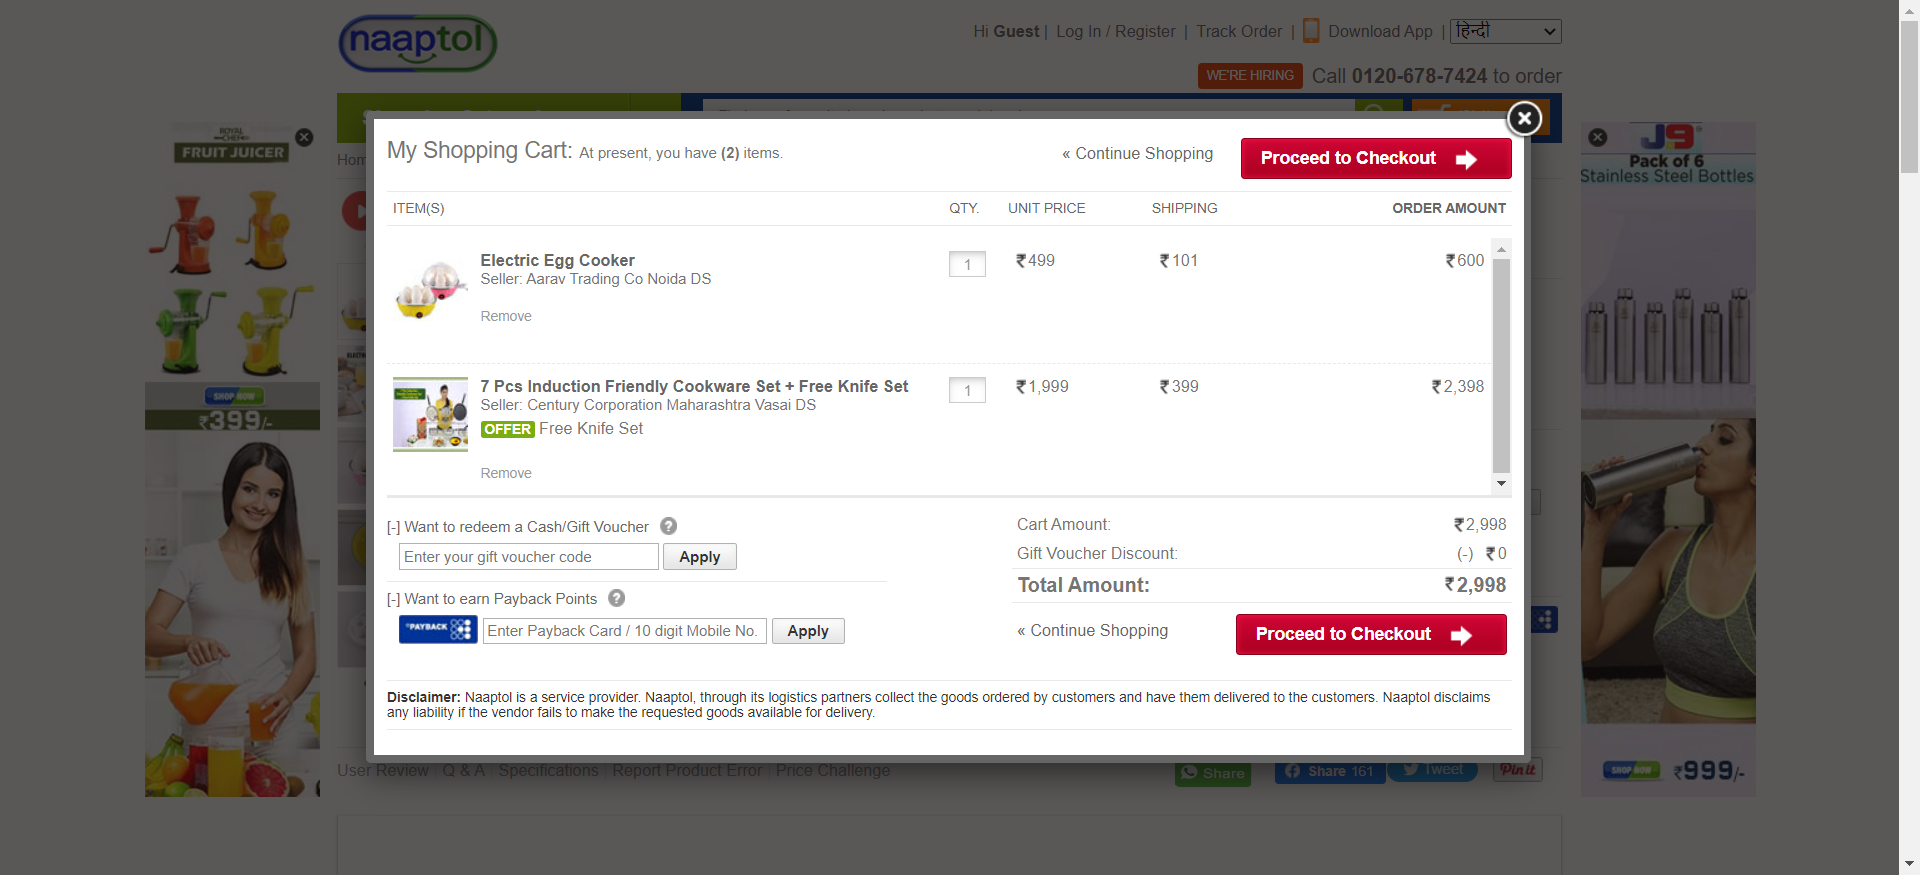 naaptol
Hi Guest | Log In / Register | Track Order | Download App | हिन्दी
WE'RE HIRING Call 0120-678-7424 to order
ROYAL CHEF
FRUIT JUICER
SHOP NOW
₹399/-
J9
Pack of 6
Stainless Steel Bottles
SHOP NOW ₹999/-
My Shopping Cart: At present, you have (2) items.
« Continue Shopping
Proceed to Checkout
ITEM(S) QTY. UNIT PRICE SHIPPING ORDER AMOUNT
Electric Egg Cooker 1 ₹499 ₹101 ₹600
Seller: Aarav Trading Co Noida DS
Remove
7 Pcs Induction Friendly Cookware Set + Free Knife Set 1 ₹1,999 ₹399 ₹2,398
Seller: Century Corporation Maharashtra Vasai DS
OFFER Free Knife Set
Remove
[-] Want to redeem a Cash/Gift Voucher ?
Enter your gift voucher code Apply
[-] Want to earn Payback Points ?
PAYBACK Enter Payback Card / 10 digit Mobile No. Apply
Cart Amount: ₹2,998
Gift Voucher Discount: (-) ₹0
Total Amount: ₹2,998
« Continue Shopping Proceed to Checkout
Disclaimer: Naaptol is a service provider. Naaptol, through its logistics partners collect the goods ordered by customers and have them delivered to the customers. Naaptol disclaims
any liability if the vendor fails to make the requested goods available for delivery.
User Review Q & A Specifications Report Product Error Price Challenge
Share Share 161 Tweet Pin it